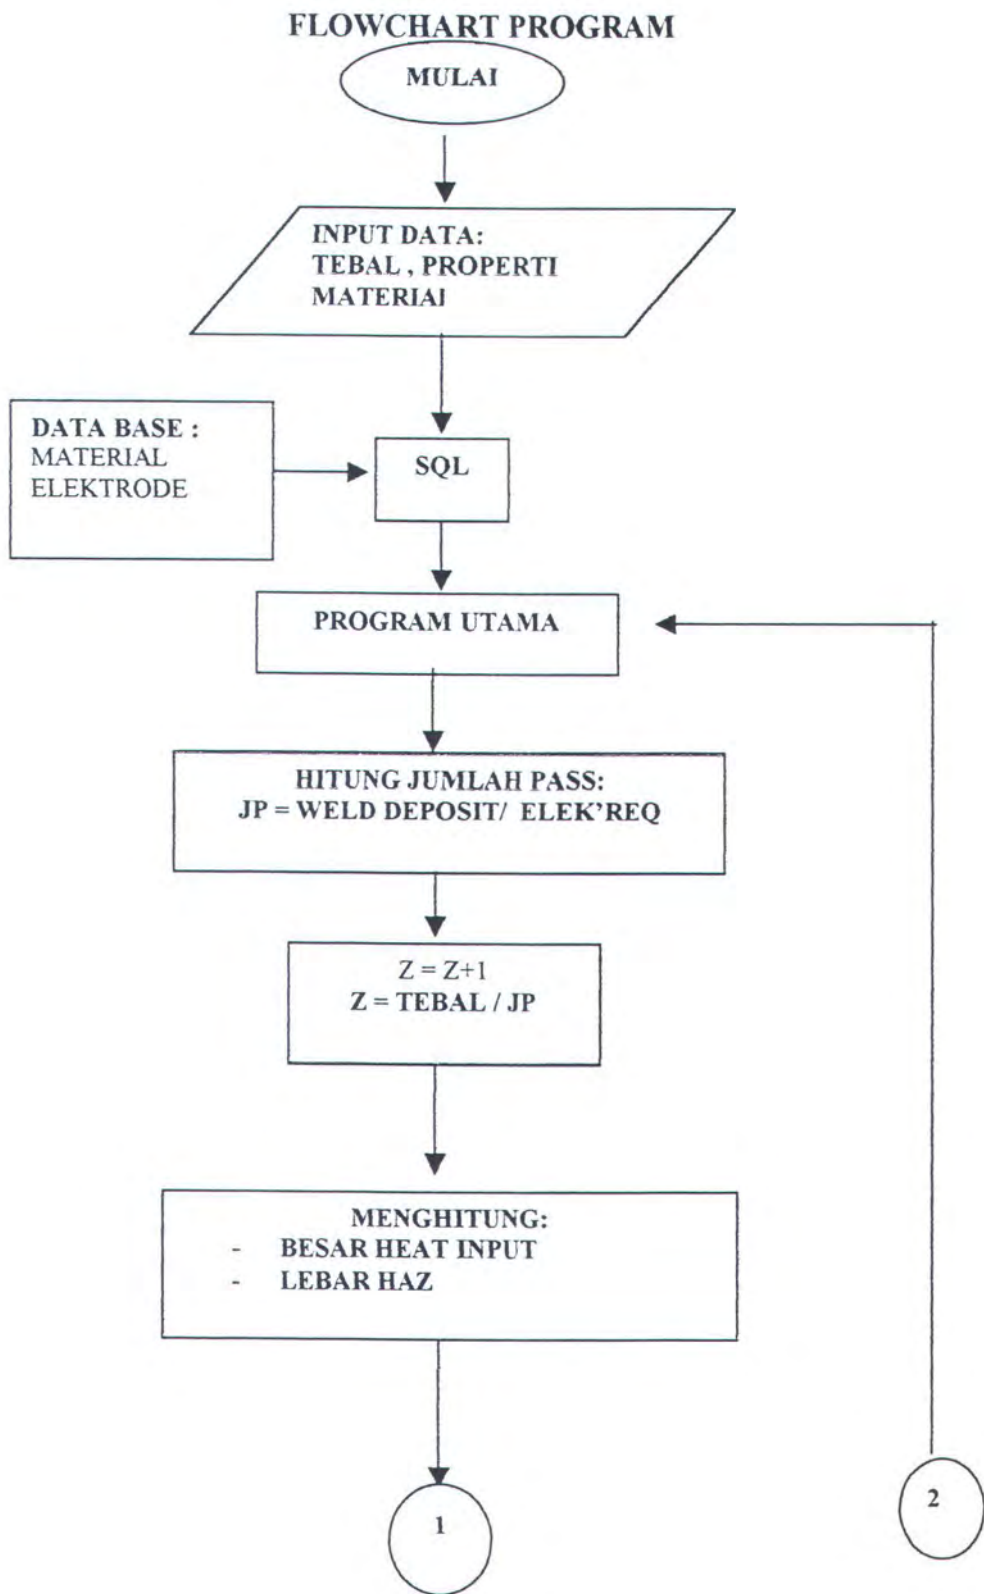 FLOWCHART PROGRAM
MULAI
INPUT DATA:
TEBAL , PROPERTI
MATERIAl
DATA BASE :
MATERIAL
ELEKTRODE
SQL
PROGRAM UTAMA
HITUNG JUMLAH PASS:
JP = WELD DEPOSIT/ ELEK'REQ
Z = Z+1
Z = TEBAL / JP
MENGHITUNG:
- BESAR HEAT INPUT
- LEBAR HAZ
1
2